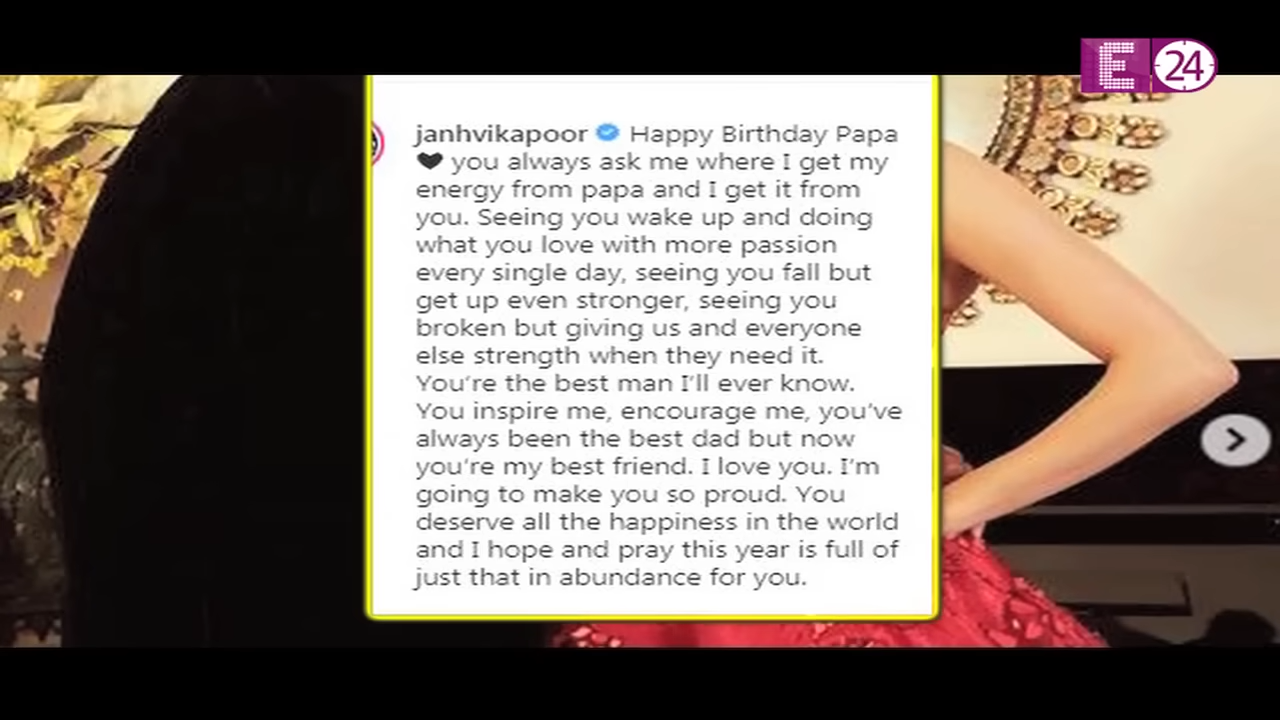 E 24
janhvikapoor Happy Birthday Papa
🖤 you always ask me where I get my
energy from papa and I get it from
you. Seeing you wake up and doing
what you love with more passion
every single day, seeing you fall but
get up even stronger, seeing you
broken but giving us and everyone
else strength when they need it.
You're the best man I'll ever know.
You inspire me, encourage me, you've
always been the best dad but now
you're my best friend. I love you. I'm
going to make you so proud. You
deserve all the happiness in the world
and I hope and pray this year is full of
just that in abundance for you.